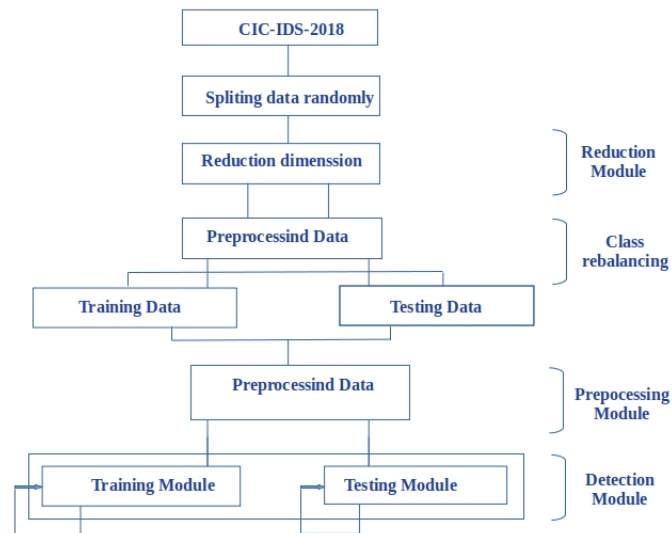 CIC-IDS-2018
Spliting data randomly
Reduction dimenssion
Reduction
Module
Preprocessind Data
Class
rebalancing
Training Data
Testing Data
Preprocessind Data
Prepocessing
Module
Training Module
Testing Module
Detection
Module